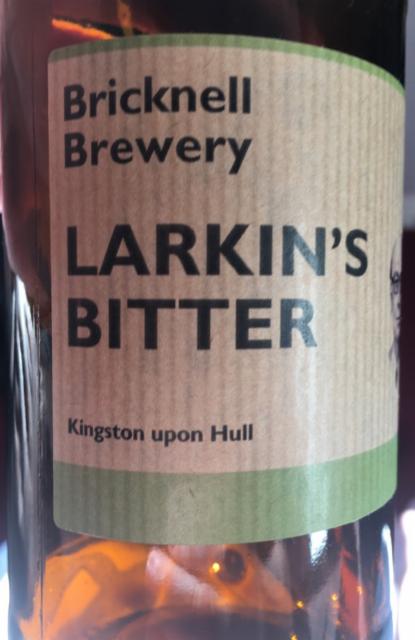 Bricknell
Brewery
LARKIN'S
BITTER
Kingston upon Hull